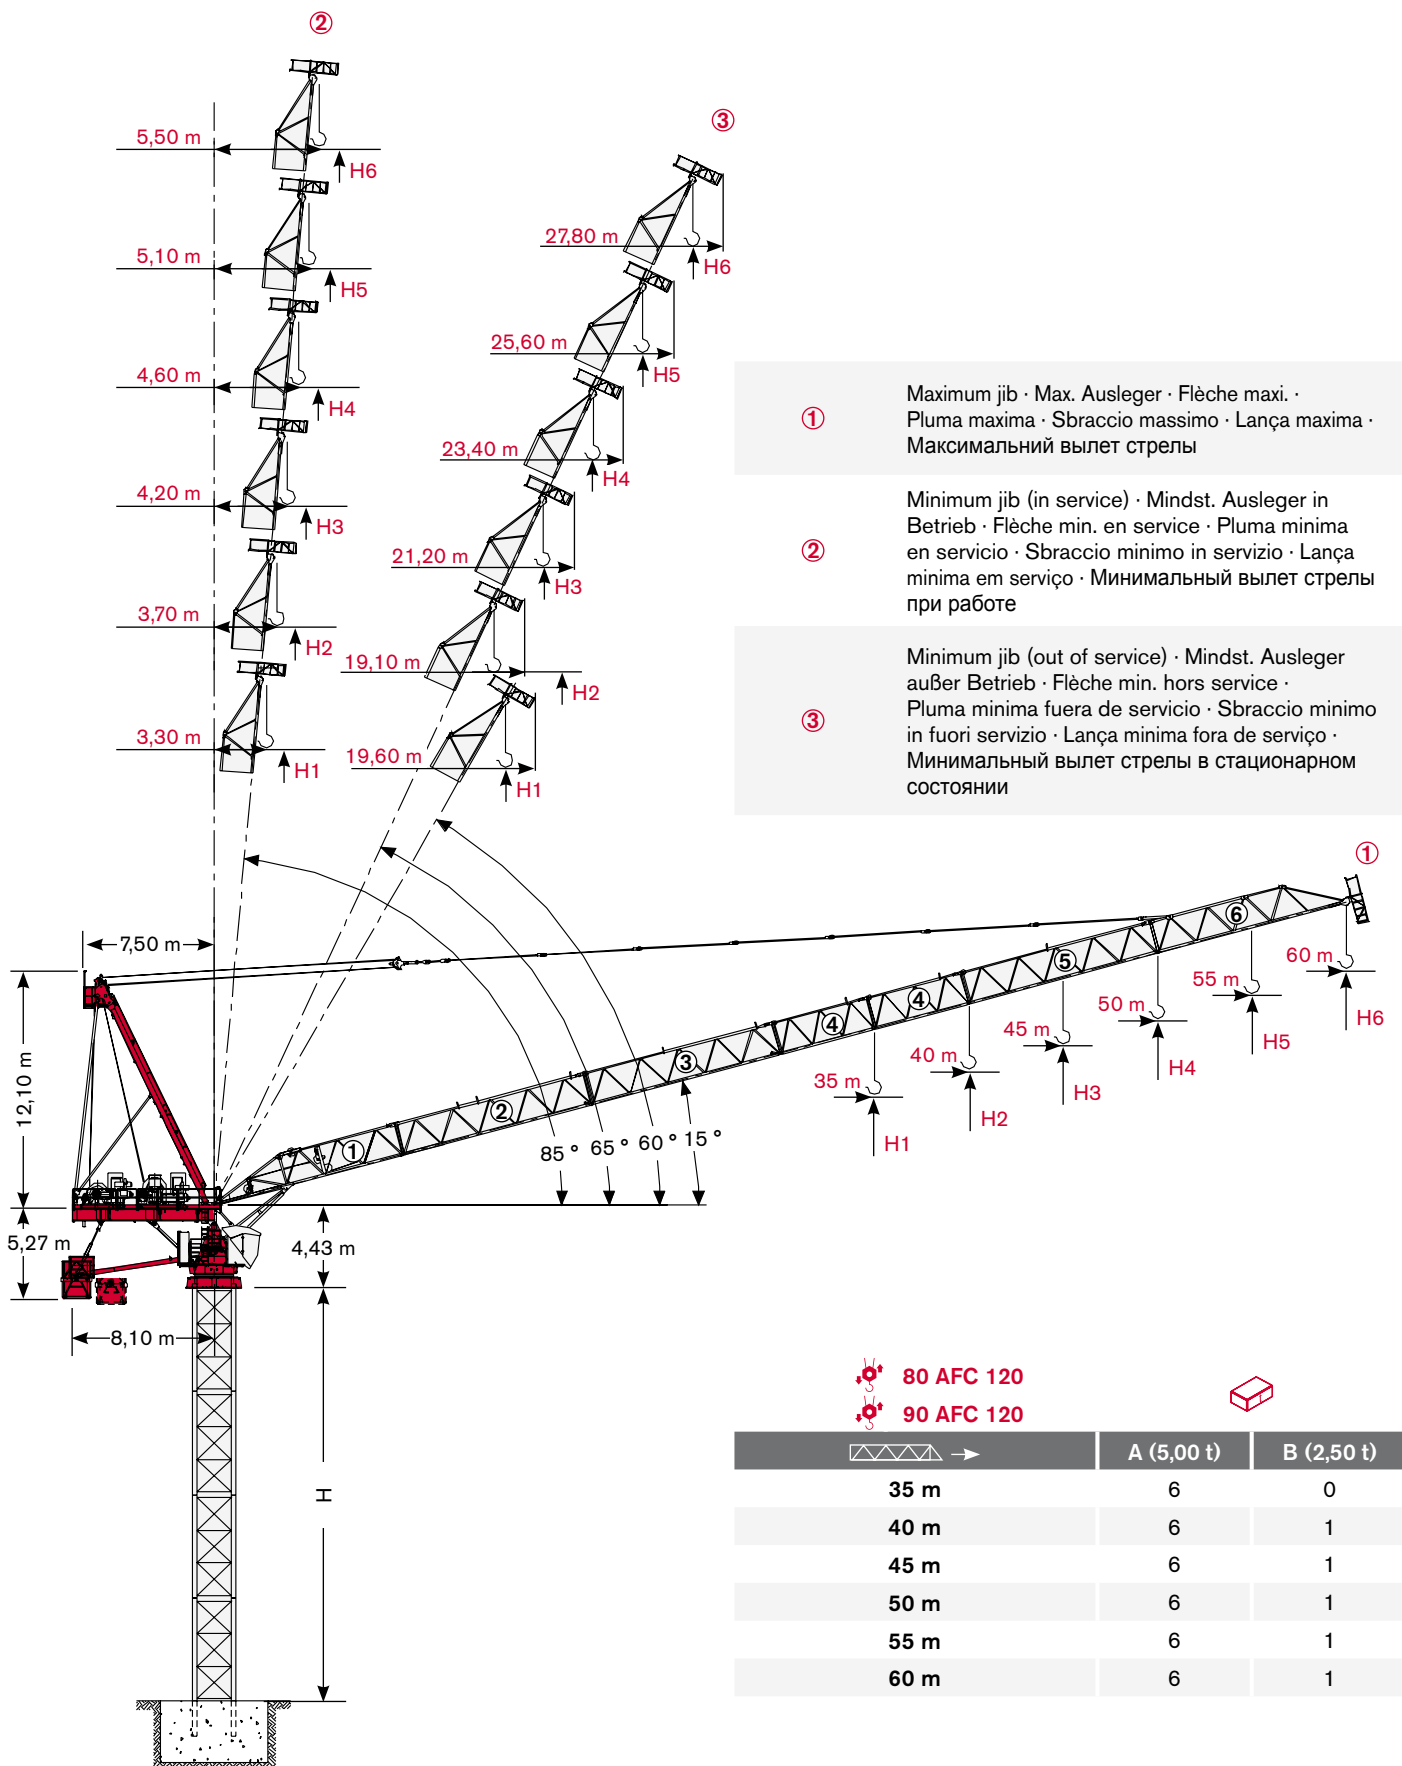 ②
5,50 m
H6
5,10 m
H5
4,60 m
H4
4,20 m
H3
3,70 m
H2
3,30 m
H1
③
27,80 m
H6
25,60 m
H5
23,40 m
H4
21,20 m
H3
19,10 m
H2
19,60 m
H1
① Maximum jib · Max. Ausleger · Flèche maxi. ·
Pluma maxima · Sbraccio massimo · Lança maxima ·
Максимальний вылет стрелы
② Minimum jib (in service) · Mindst. Ausleger in
Betrieb · Flèche min. en service · Pluma minima
en servicio · Sbraccio minimo in servizio · Lança
minima em serviço · Минимальный вылет стрелы
при работе
③ Minimum jib (out of service) · Mindst. Ausleger
außer Betrieb · Flèche min. hors service ·
Pluma minima fuera de servicio · Sbraccio minimo
in fuori servizio · Lança minima fora de serviço ·
Минимальный вылет стрелы в стационарном
состоянии
①
7,50 m
12,10 m
5,27 m
8,10 m
4,43 m
H
① ② ③ ④ ④ ⑤ ⑥
85 ° 65 ° 60 ° 15 °
35 m
H1
40 m
H2
45 m
H3
50 m
H4
55 m
H5
60 m
H6
80 AFC 120
90 AFC 120
A (5,00 t) B (2,50 t)
35 m 6 0
40 m 6 1
45 m 6 1
50 m 6 1
55 m 6 1
60 m 6 1